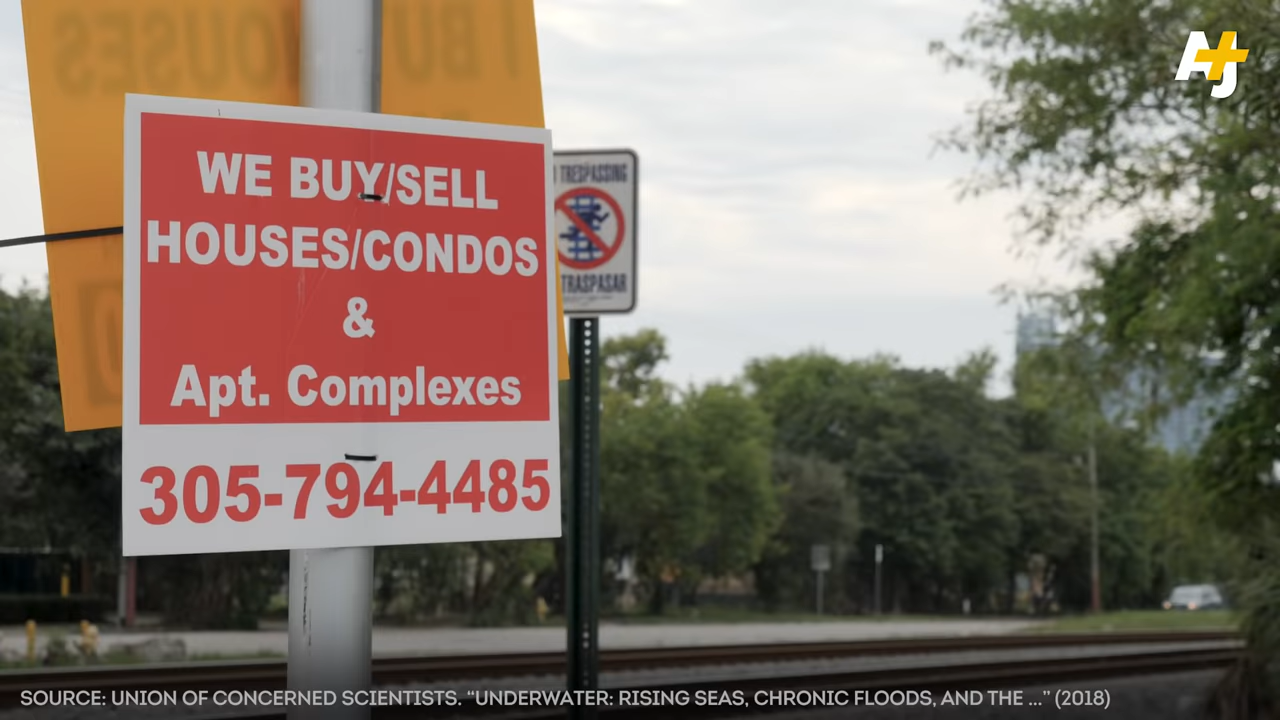 WE BUY/SELL
HOUSES/CONDOS
&
Apt. Complexes
305-794-4485
TRESPASSING
TRASPASAR
AJ+
SOURCE: UNION OF CONCERNED SCIENTISTS. “UNDERWATER: RISING SEAS, CHRONIC FLOODS, AND THE ...” (2018)